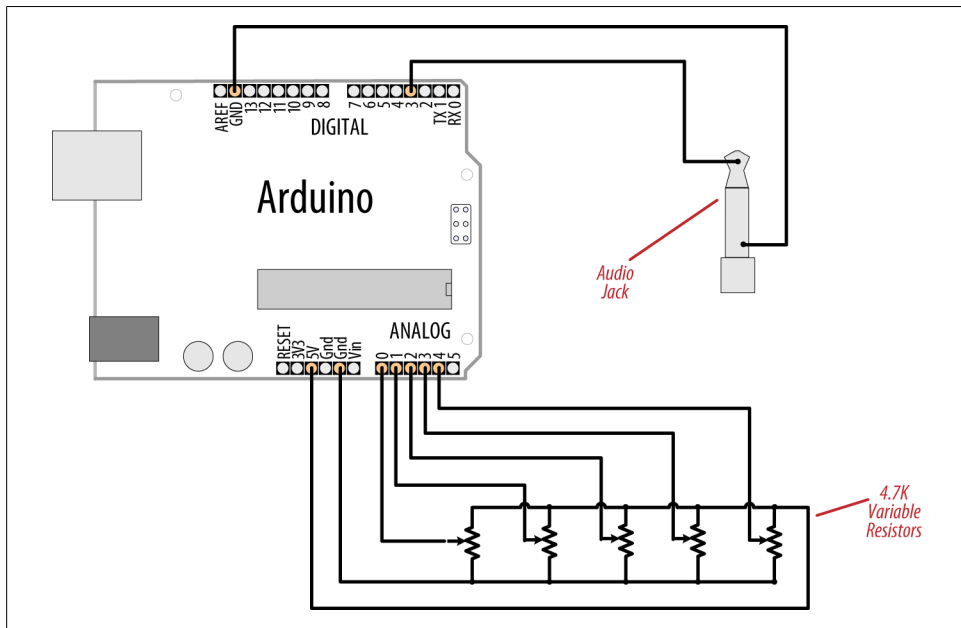 AREF
GND
13
12
11
10
9
8
7
6
5
4
3
2
TX 1
RX 0
DIGITAL
Arduino
Audio
Jack
ANALOG
RESET
3V3
5V
Gnd
Gnd
Vin
0
1
2
3
4
5
4.7K
Variable
Resistors